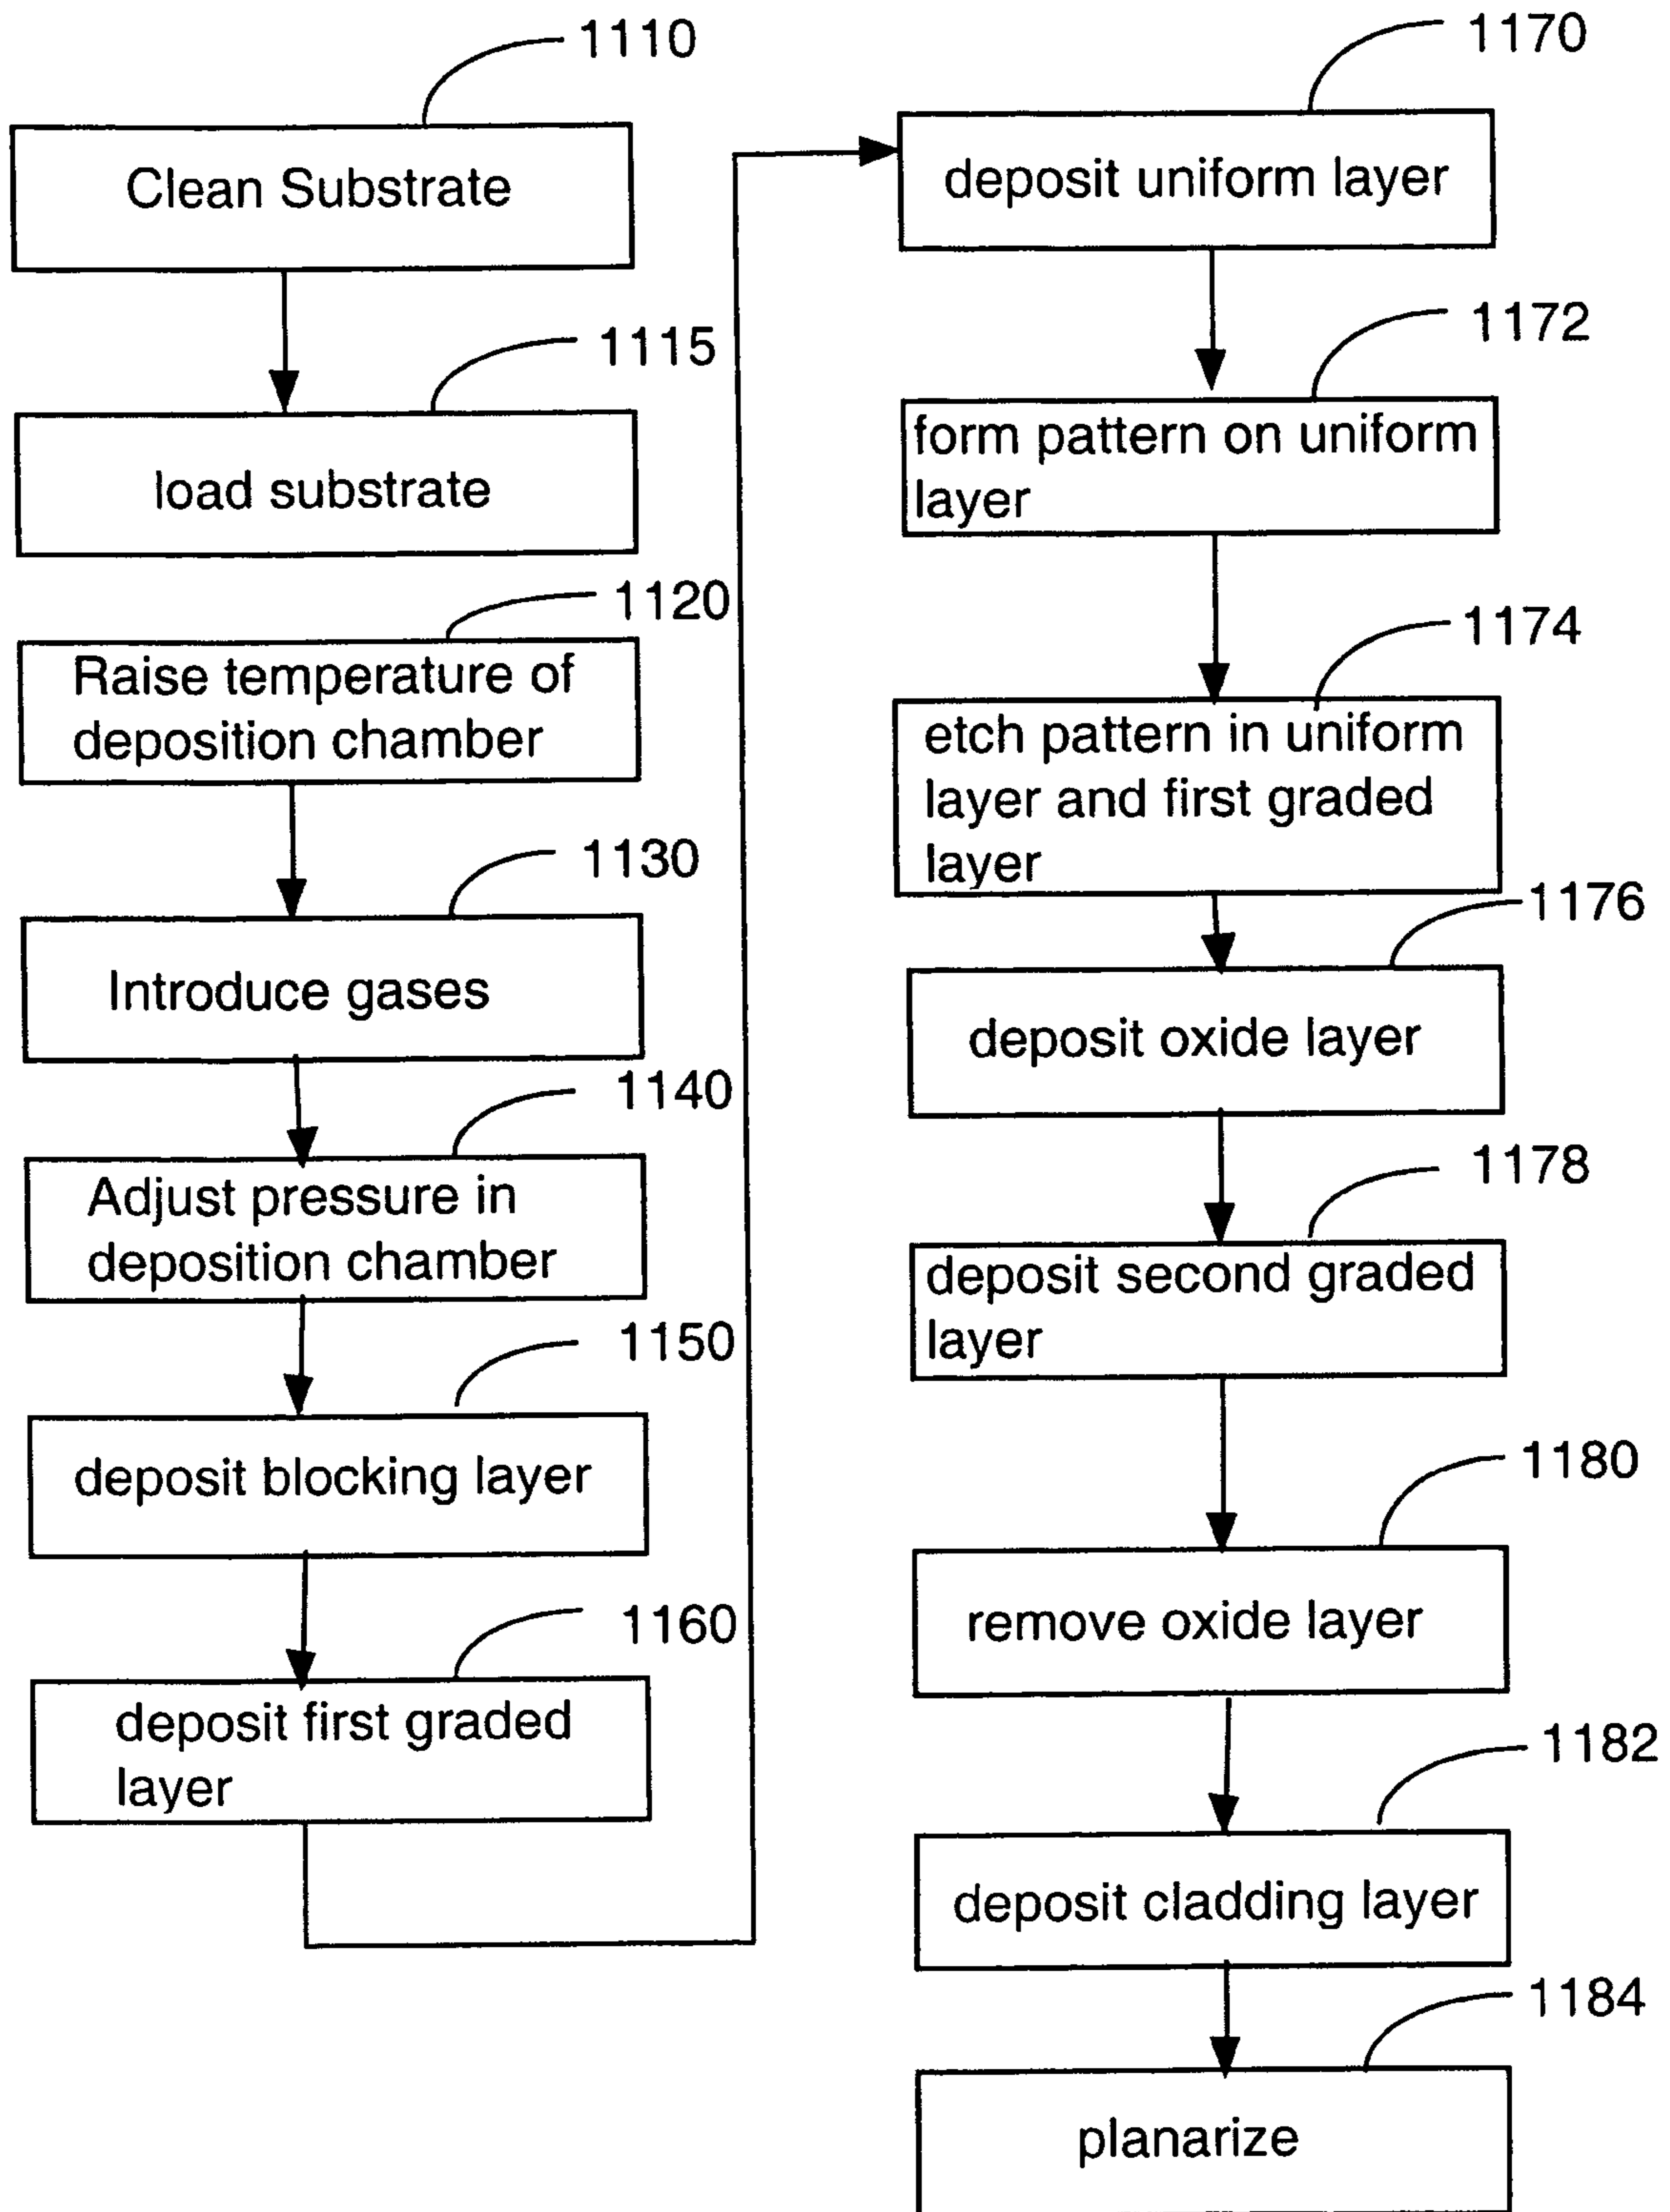 1110
Clean Substrate
1115
load substrate
1120
Raise temperature of
deposition chamber
1130
Introduce gases
1140
Adjust pressure in
deposition chamber
1150
deposit blocking layer
1160
deposit first graded
layer
1170
deposit uniform layer
1172
form pattern on uniform
layer
1174
etch pattern in uniform
layer and first graded
layer
1176
deposit oxide layer
1178
deposit second graded
layer
1180
remove oxide layer
1182
deposit cladding layer
1184
planarize